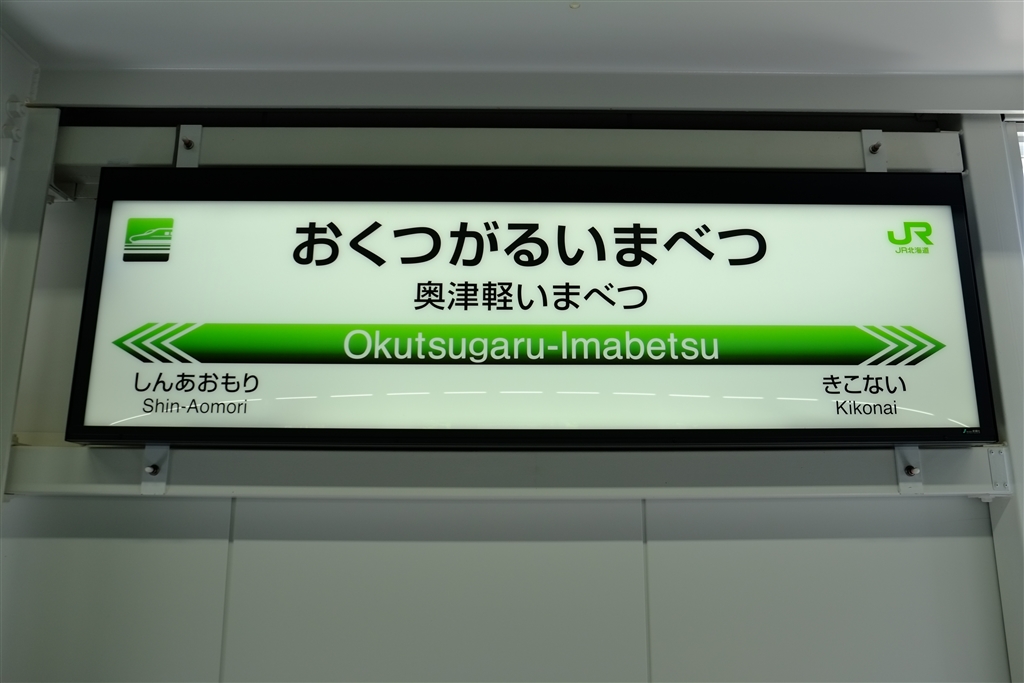 おくつがるいまべつ
JR
JR北海道
奥津軽いまべつ
Okutsugaru-Imabetsu
しんあおもり
きこない
Shin-Aomori
Kikonai